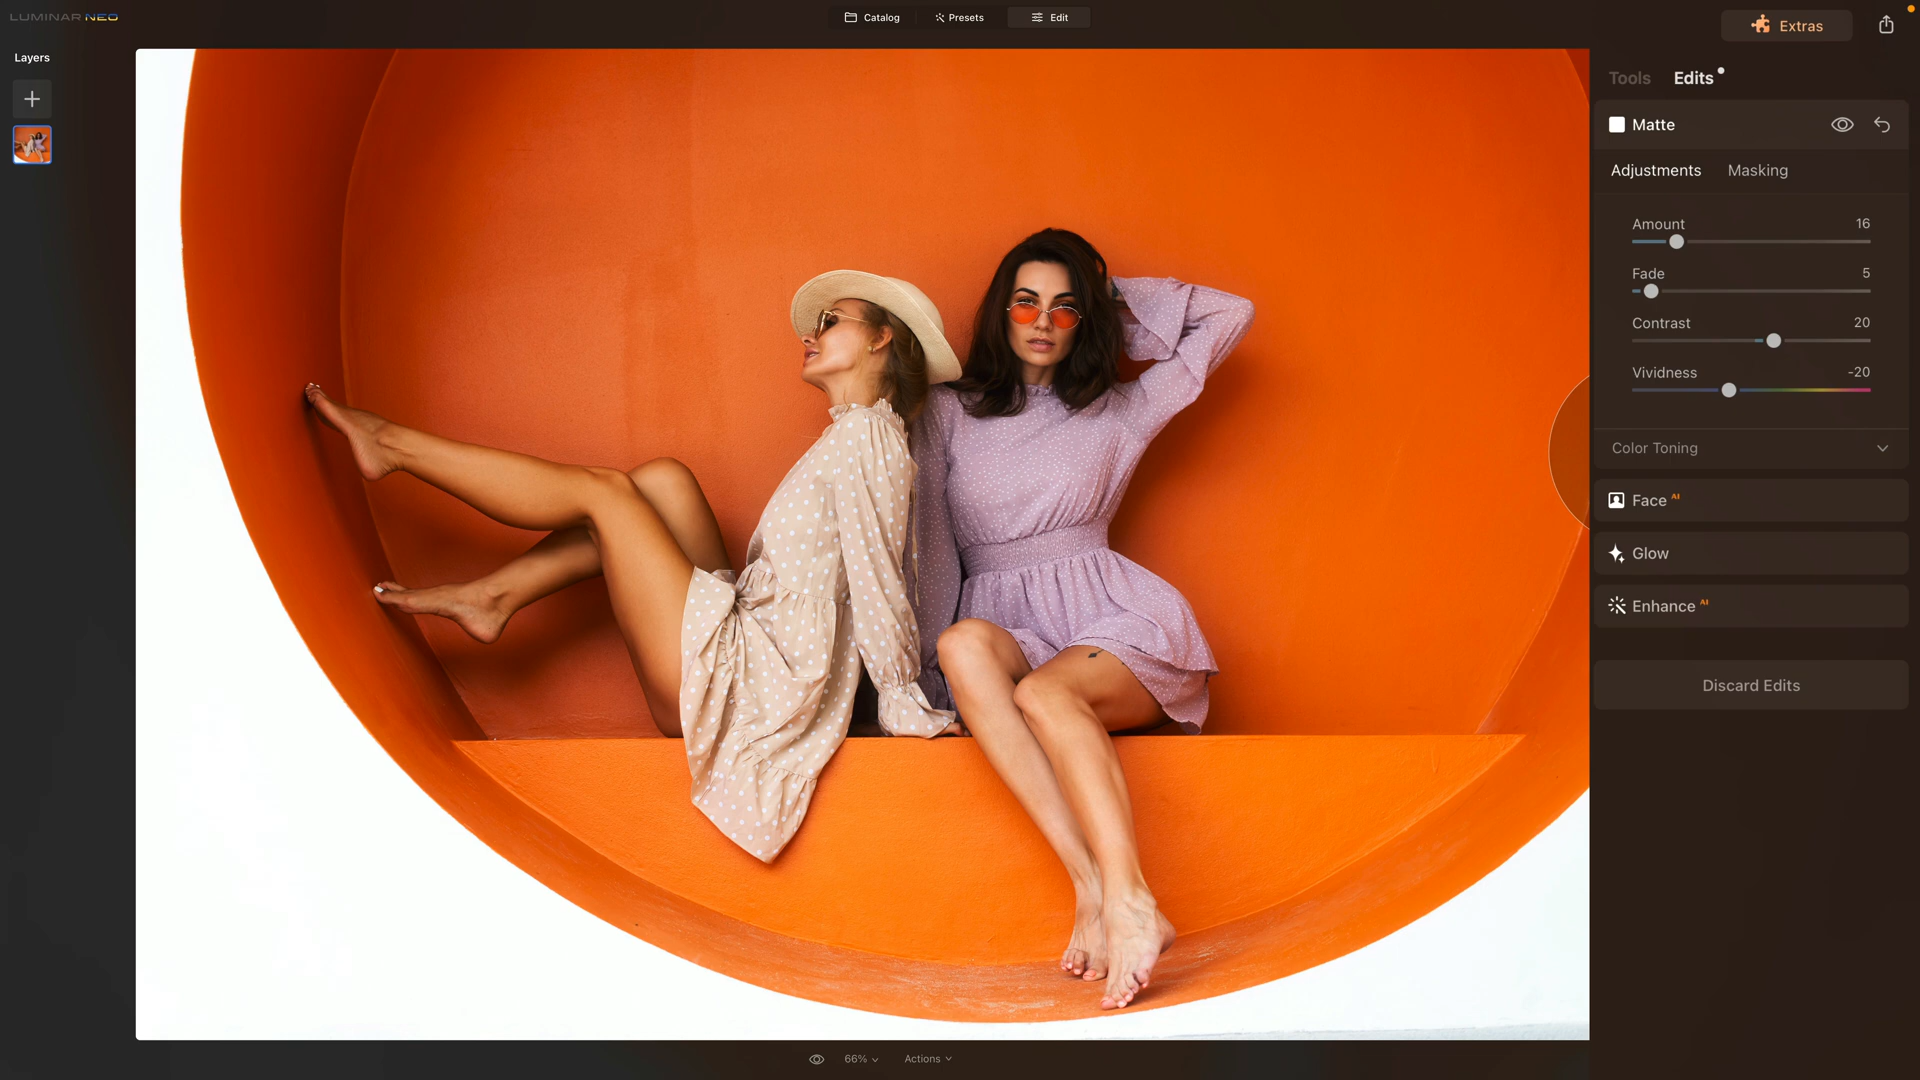 LUMINAR NEO
Catalog
Presets
Edit
Extras
Layers
Tools
Edits
Matte
Adjustments
Masking
Amount 16
Fade 5
Contrast 20
Vividness -20
Color Toning
Face AI
Glow
Enhance AI
Discard Edits
66%
Actions